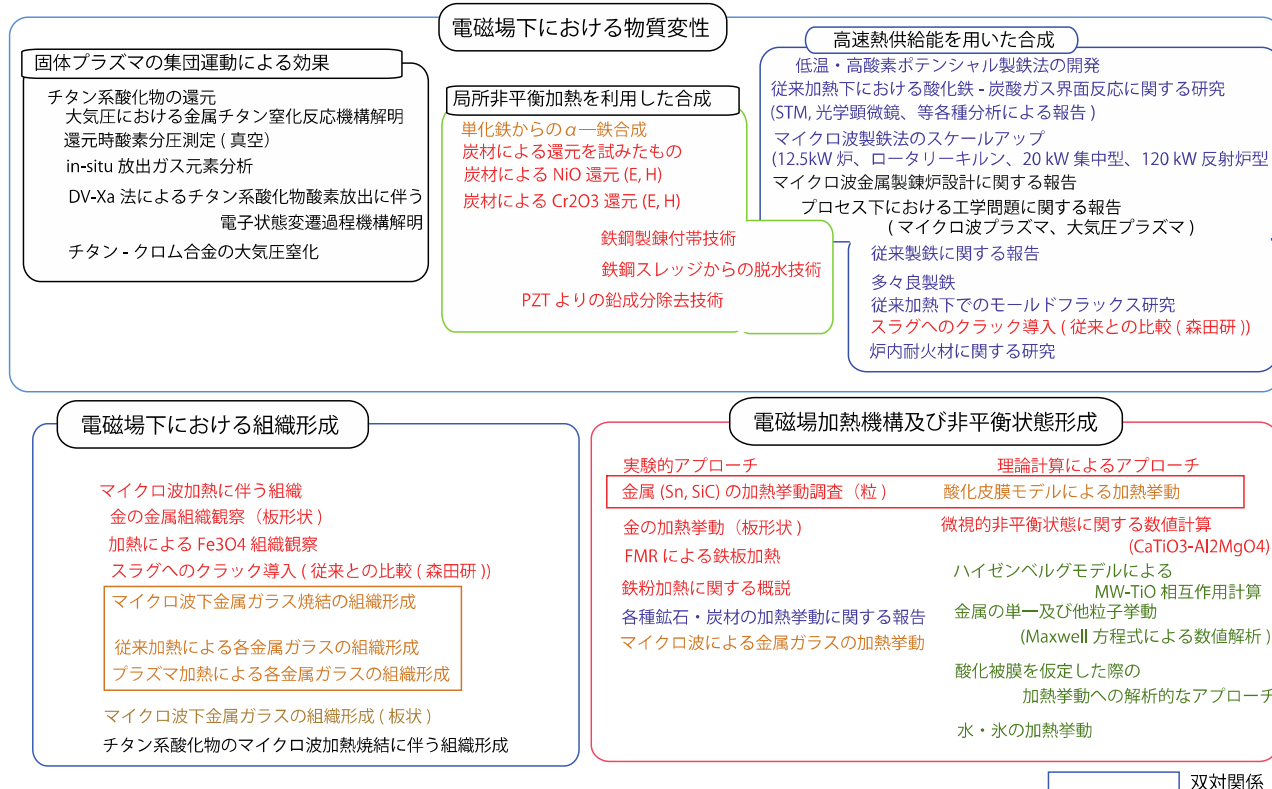 電磁場下における物質変性
固体プラズマの集団運動による効果
チタン系酸化物の還元
大気圧における金属チタン窒化反応機構解明
還元時酸素分圧測定 ( 真空）
in-situ 放出ガス元素分析
DV-Xa 法によるチタン系酸化物酸素放出に伴う
電子状態変遷過程機構解明
チタン - クロム合金の大気圧窒化
局所非平衡加熱を利用した合成
単化鉄からのα一鉄合成
炭材による還元を試みたもの
炭材による NiO 還元 (E, H)
炭材による Cr2O3 還元 (E, H)
鉄鋼製錬付帯技術
鉄鋼スレッジからの脱水技術
PZT よりの鉛成分除去技術
高速熱供給能を用いた合成
低温・高酸素ポテンシャル製鉄法の開発
従来加熱下における酸化鉄 - 炭酸ガス界面反応に関する研究
(STM, 光学顕微鏡、等各種分析による報告 )
マイクロ波製鉄法のスケールアップ
(12.5kW 炉、ロータリーキルン、20 kW 集中型、120 kW 反射炉型
マイクロ波金属製錬炉設計に関する報告
プロセス下における工学問題に関する報告
( マイクロ波プラズマ、大気圧プラズマ )
従来製鉄に関する報告
多々良製鉄
従来加熱下でのモールドフラックス研究
スラグへのクラック導入 ( 従来との比較 ( 森田研 ))
炉内耐火材に関する研究
電磁場下における組織形成
マイクロ波加熱に伴う組織
金の金属組織観察（板形状 )
加熱による Fe3O4 組織観察
スラグへのクラック導入 ( 従来との比較 ( 森田研 ))
マイクロ波下金属ガラス焼結の組織形成
従来加熱による各金属ガラスの組織形成
プラズマ加熱による各金属ガラスの組織形成
マイクロ波下金属ガラスの組織形成 ( 板状 )
チタン系酸化物のマイクロ波加熱焼結に伴う組織形成
電磁場加熱機構及び非平衡状態形成
実験的アプローチ
金属 (Sn, SiC) の加熱挙動調査（粒 )
金の加熱挙動（板形状 )
FMR による鉄板加熱
鉄粉加熱に関する概説
各種鉱石・炭材の加熱挙動に関する報告
マイクロ波による金属ガラスの加熱挙動
理論計算によるアプローチ
酸化皮膜モデルによる加熱挙動
微視的非平衡状態に関する数値計算
(CaTiO3-Al2MgO4)
ハイゼンベルグモデルによる
MW-TiO 相互作用計算
金属の単一及び他粒子挙動
(Maxwell 方程式による数値解析 )
酸化被膜を仮定した際の
加熱挙動への解析的なアプローチ
水・氷の加熱挙動
双対関係